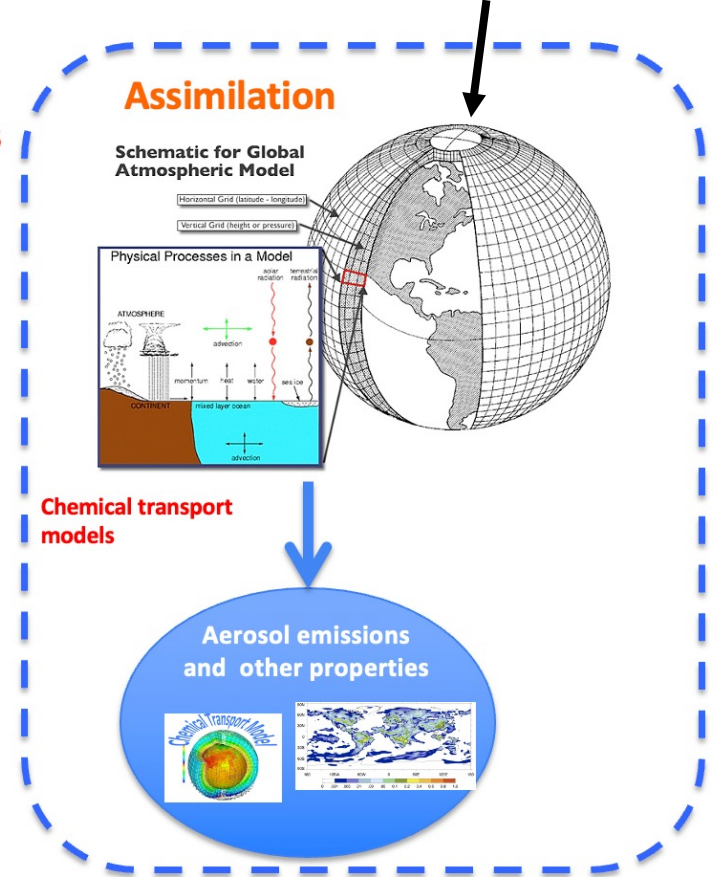 Assimilation
s
Schematic for Global
Atmospheric Model
Horizontal Grid (latitude - longitude)
Vertical Grid (height or pressure)
Physical Processes in a Model
solar
radiation
terrestrial
radiation
ATMOSPHERE
advection
momentum
heat
water
sea ice
CONTINENT
mixed layer ocean
advection
Chemical transport
models
Aerosol emissions
and other properties
Chemical Transport Model